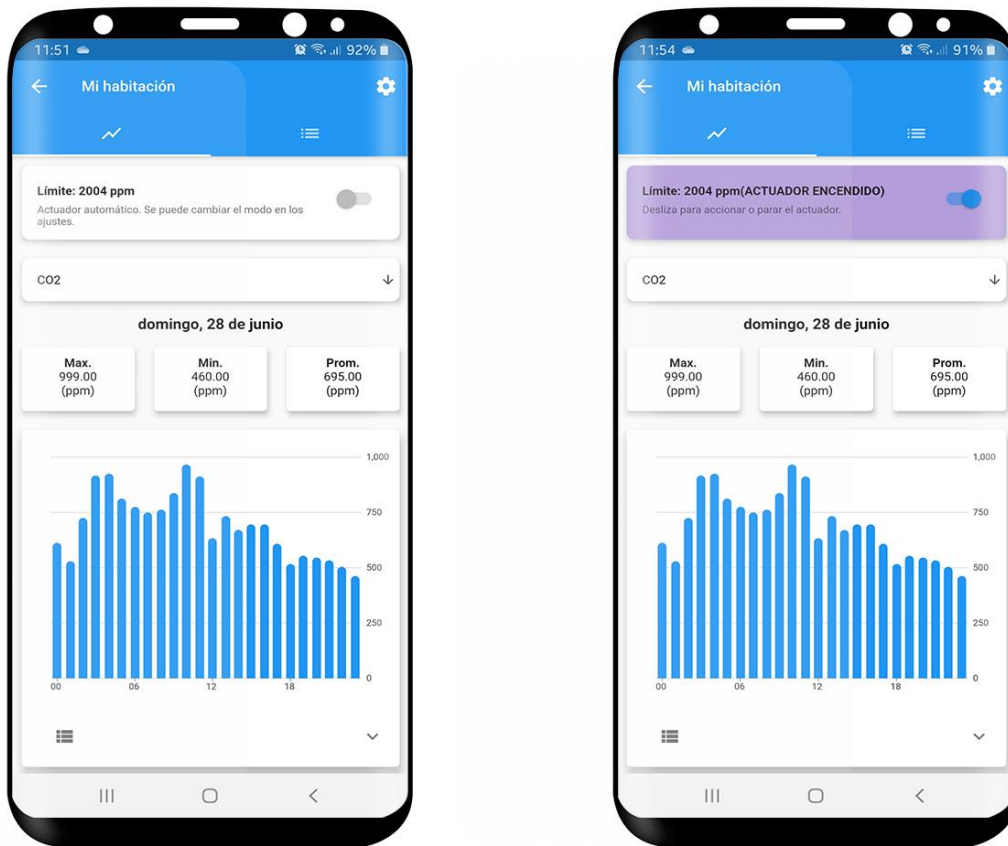 11:51 92%
Mi habitación
Límite: 2004 ppm
Actuador automático. Se puede cambiar el modo en los
ajustes.
CO2
domingo, 28 de junio
Max. Min. Prom.
999.00 460.00 695.00
(ppm) (ppm) (ppm)
1,000
750
500
250
0
00 06 12 18
11:54 91%
Mi habitación
Límite: 2004 ppm(ACTUADOR ENCENDIDO)
Desliza para accionar o parar el actuador.
CO2
domingo, 28 de junio
Max. Min. Prom.
999.00 460.00 695.00
(ppm) (ppm) (ppm)
1,000
750
500
250
0
00 06 12 18